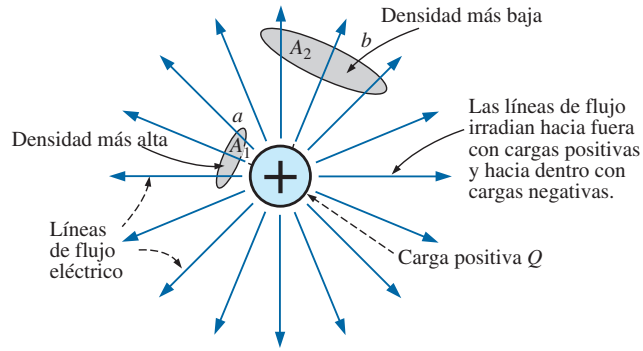 Densidad más baja
b
A2
a
Densidad más alta
A1
+
Las líneas de flujo
irradian hacia fuera
con cargas positivas
y hacia dentro con
cargas negativas.
Líneas
de flujo
eléctrico
Carga positiva Q